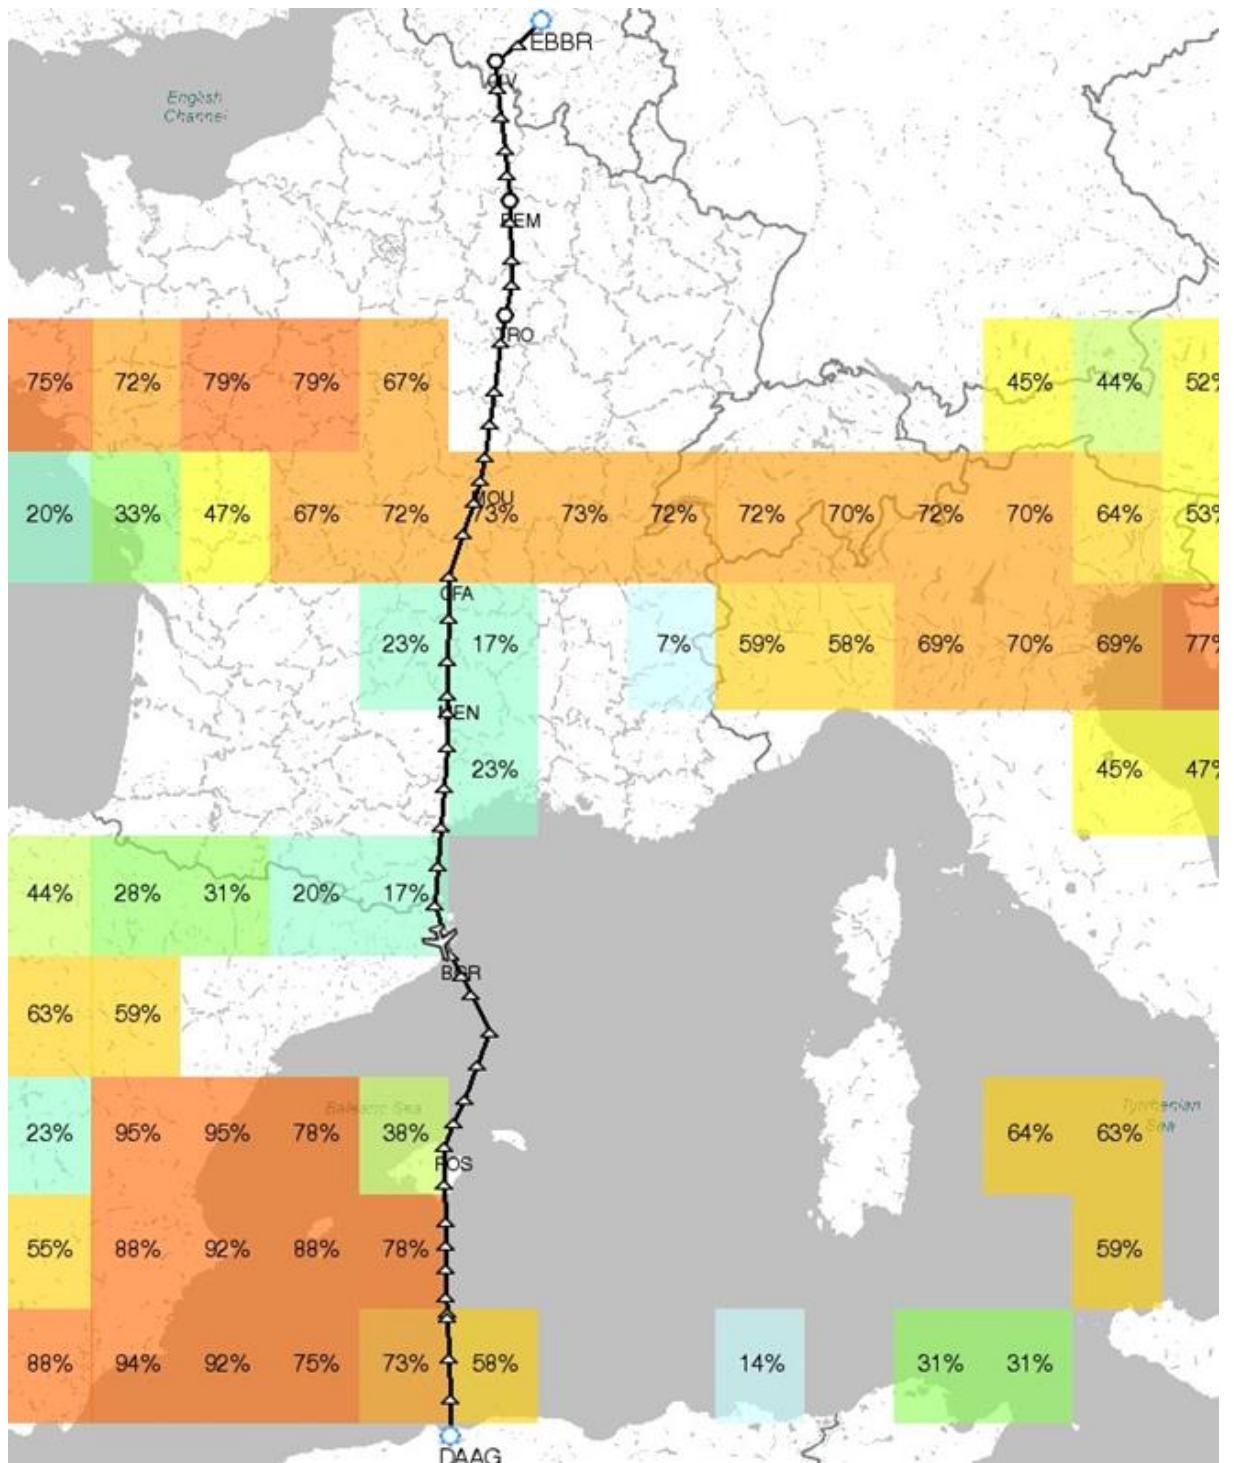 EBBR
English
Channel
CIV
REM
TRO
75% 72% 79% 79% 67% 45% 44% 52%
MOU
20% 33% 47% 67% 72% 73% 73% 72% 72% 70% 72% 70% 64% 53%
CFA
23% 17% 7% 59% 58% 69% 70% 69% 77%
MEN
23% 45% 47%
44% 28% 31% 20% 17%
BGR
63% 59%
Balearic Sea
Tyrrhenian
Sea
23% 95% 95% 78% 38% 64% 63%
POS
55% 88% 92% 88% 78% 59%
88% 94% 92% 75% 73% 58% 14% 31% 31%
DAAG